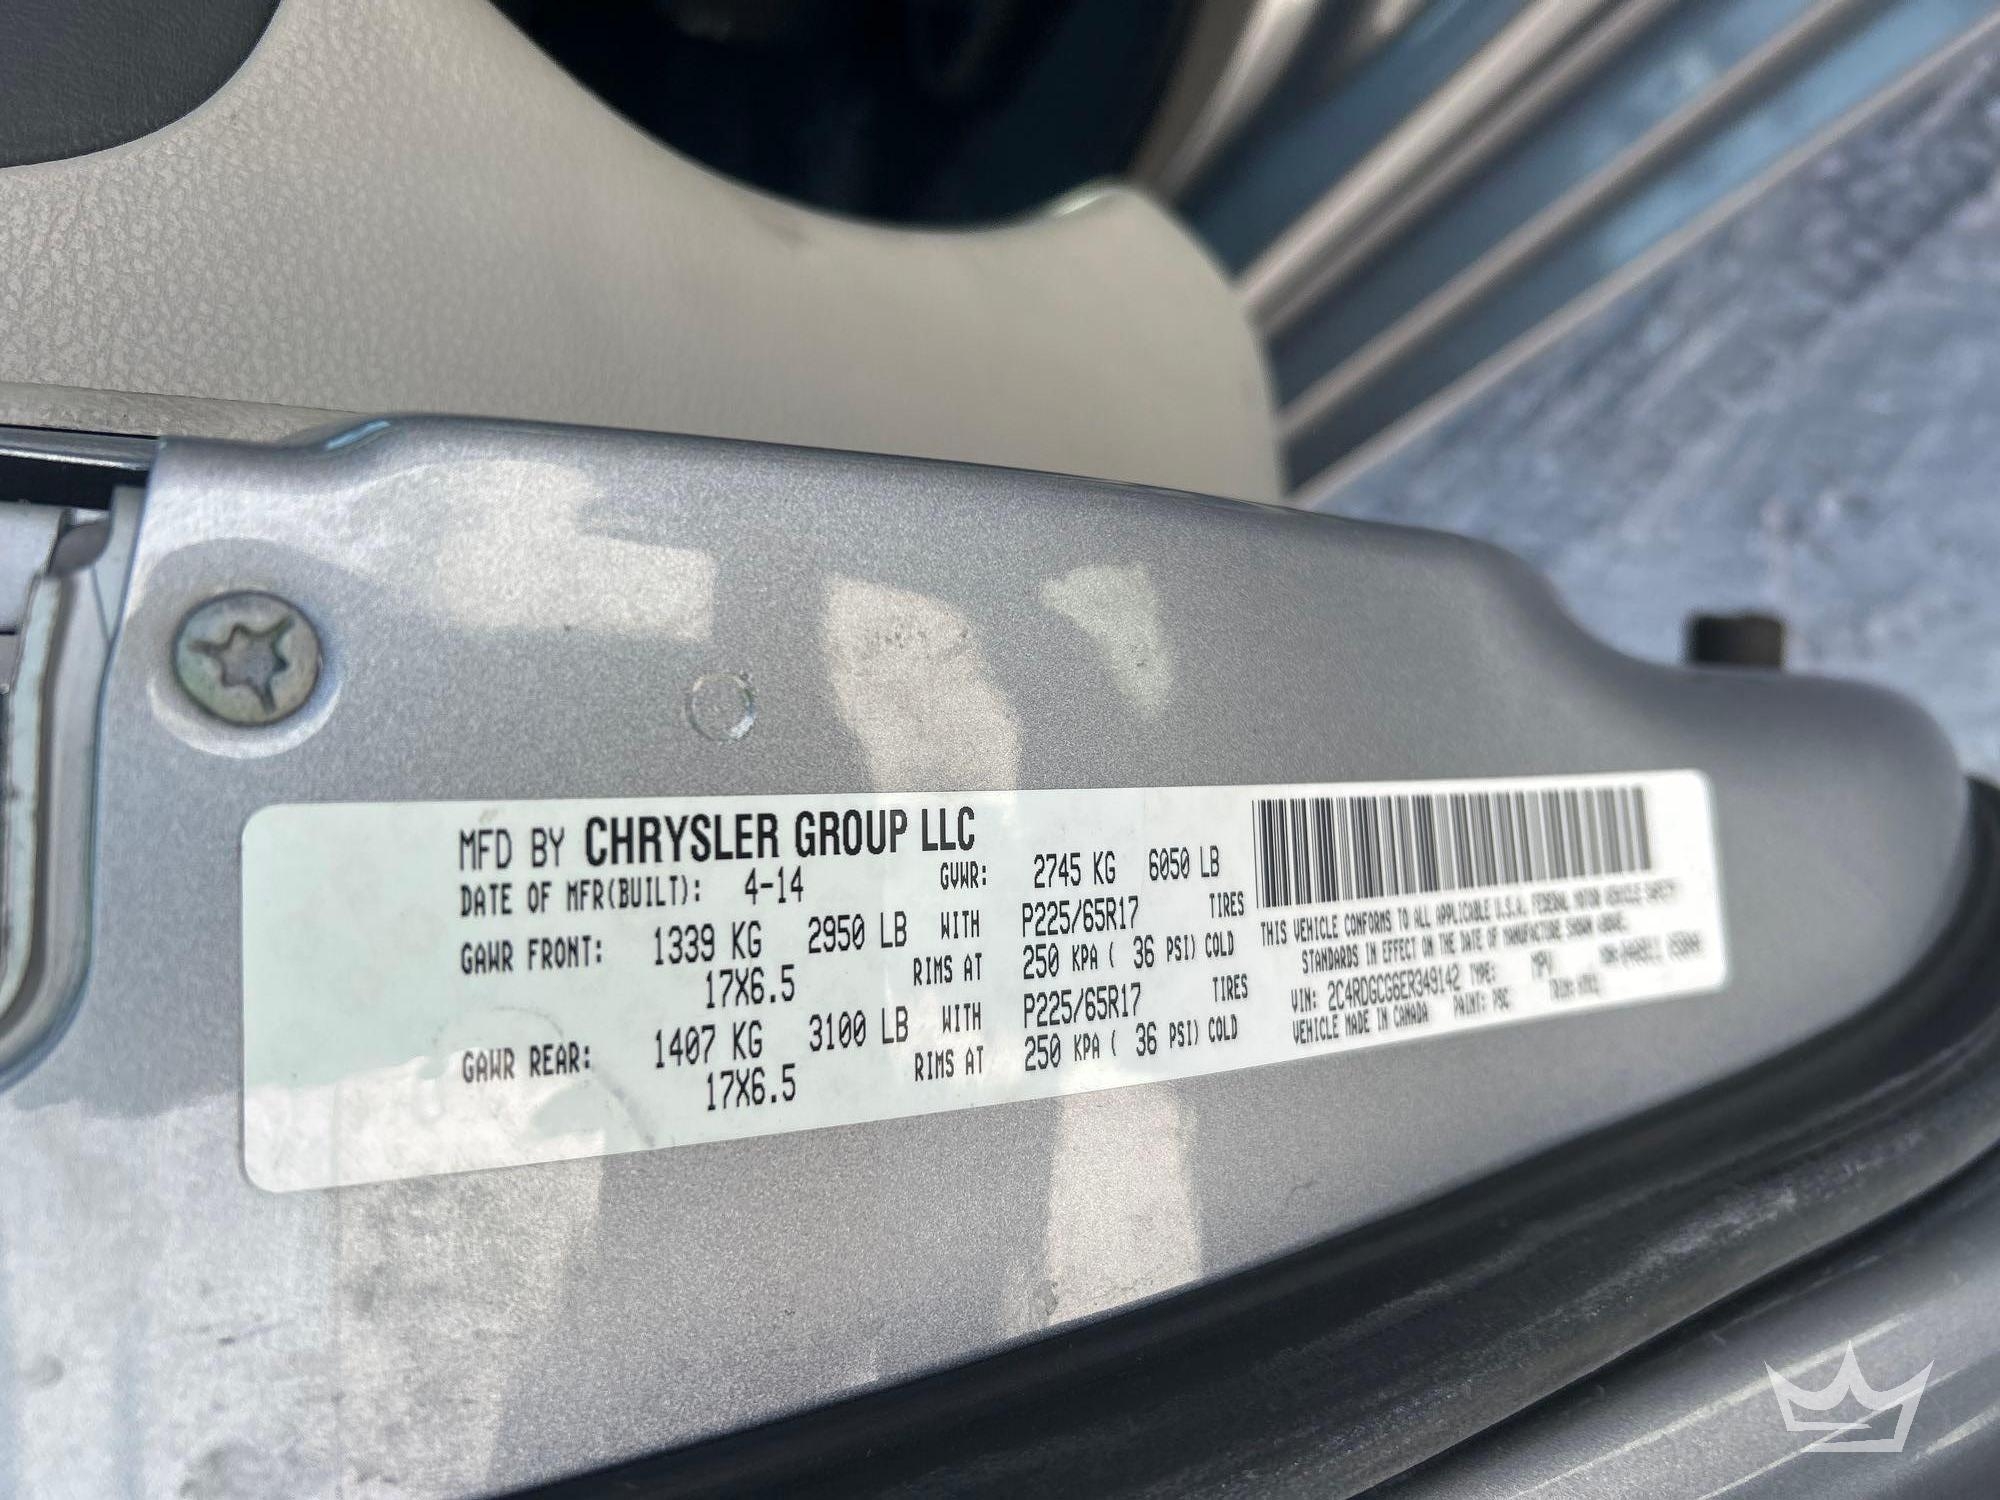 MFD BY CHRYSLER GROUP LLC
DATE OF MFR(BUILT): 4-14 GVWR: 2745 KG 6050 LB
GAWR FRONT: 1339 KG 2950 LB WITH P225/65R17 TIRES
17X6.5 RIMS AT 250 KPA ( 36 PSI) COLD
GAWR REAR: 1407 KG 3100 LB WITH P225/65R17 TIRES
17X6.5 RIMS AT 250 KPA ( 36 PSI) COLD
THIS VEHICLE CONFORMS TO ALL APPLICABLE U.S.A. FEDERAL MOTOR VEHICLE SAFETY
STANDARDS IN EFFECT ON THE DATE OF MANUFACTURE SHOWN ABOVE.
VIN: 2C4RDGCG6ER349142 TYPE: MPV
VEHICLE MADE IN CANADA PAINT: PSC TRIM: